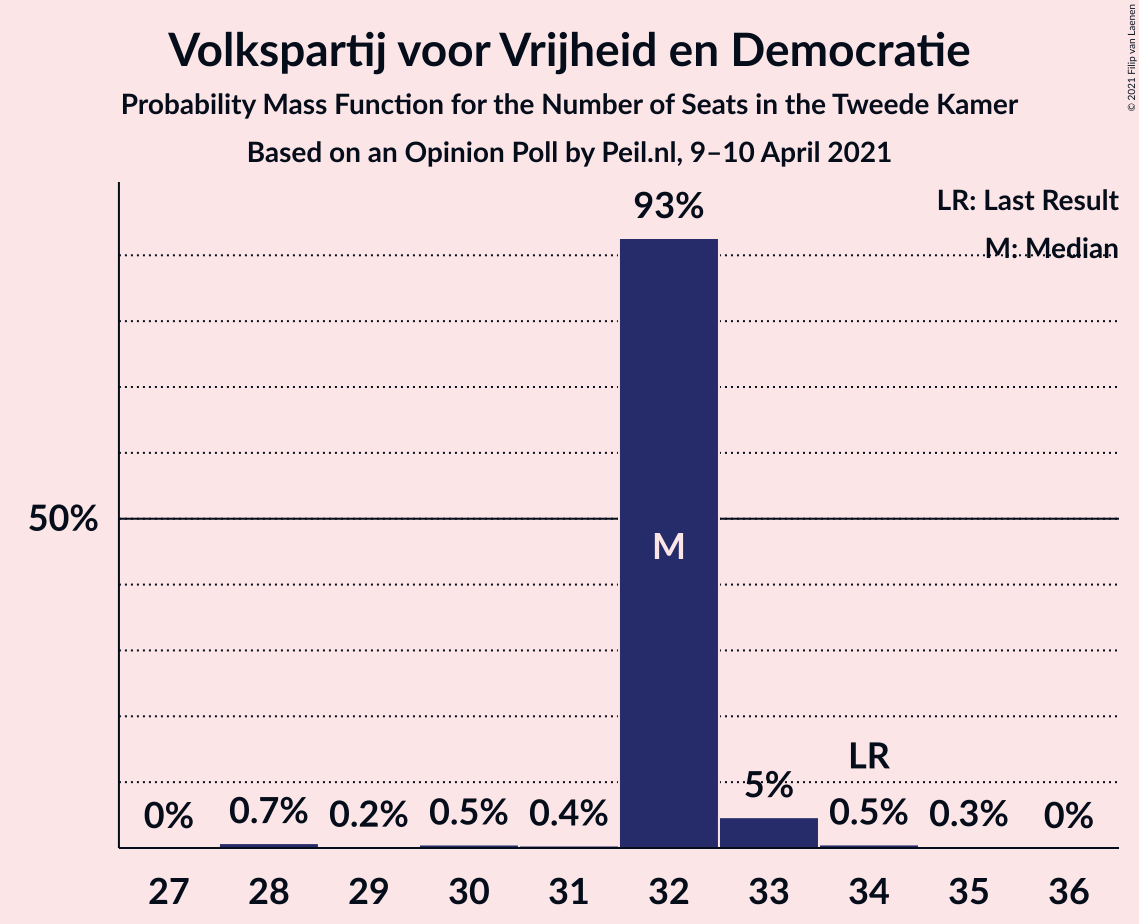 Volkspartij voor Vrijheid en Democratie
Probability Mass Function for the Number of Seats in the Tweede Kamer
Based on an Opinion Poll by Peil.nl, 9–10 April 2021
© 2021 Filip van Laenen
LR: Last Result
M: Median
93%
50%
M
LR
0% 0.7% 0.2% 0.5% 0.4% 5% 0.5% 0.3% 0%
27 28 29 30 31 32 33 34 35 36